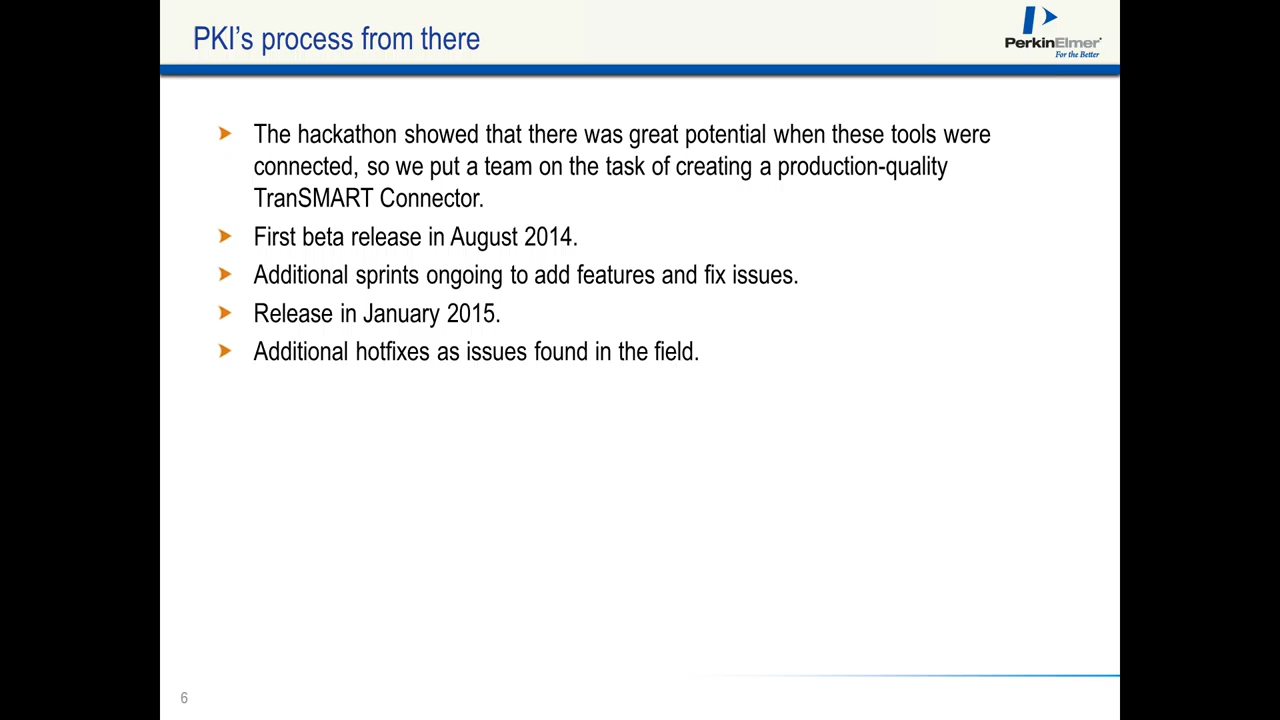 PKI’s process from there
PerkinElmer
For the Better
The hackathon showed that there was great potential when these tools were
connected, so we put a team on the task of creating a production-quality
TranSMART Connector.
First beta release in August 2014.
Additional sprints ongoing to add features and fix issues.
Release in January 2015.
Additional hotfixes as issues found in the field.
6